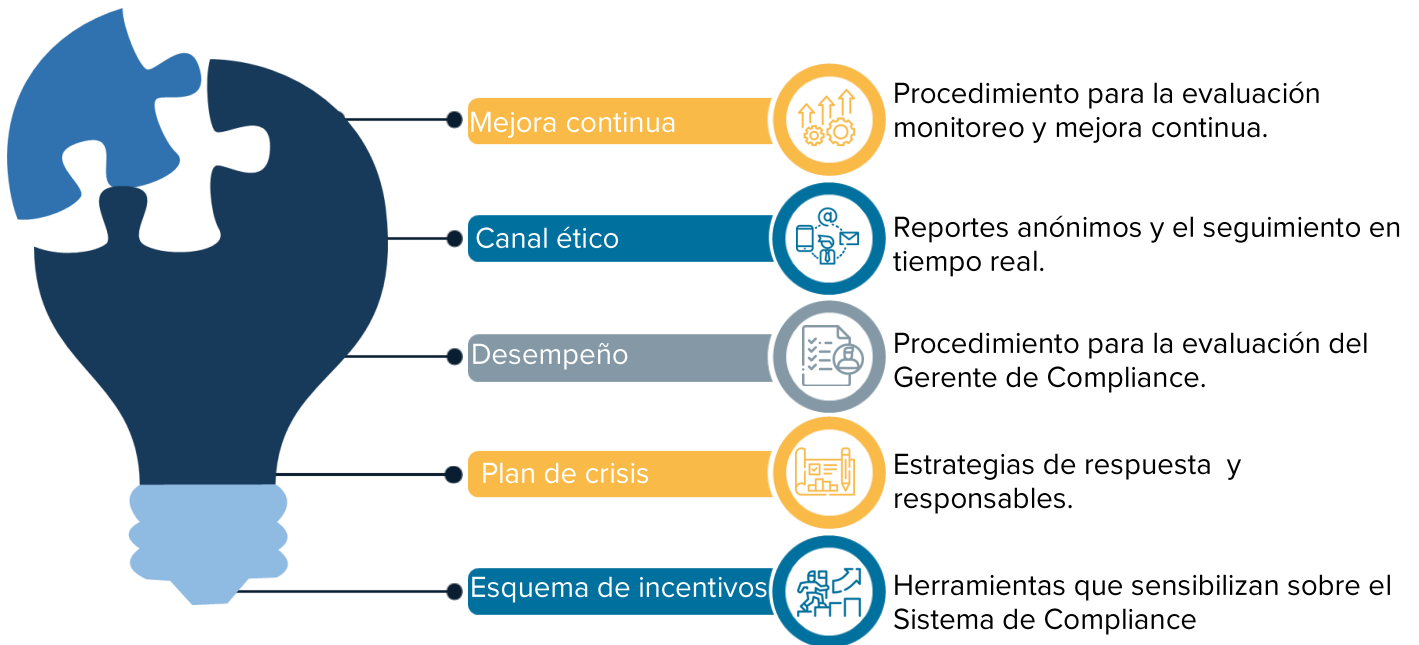 Mejora continua
Procedimiento para la evaluación
monitoreo y mejora continua.
Canal ético
Reportes anónimos y el seguimiento en
tiempo real.
Desempeño
Procedimiento para la evaluación del
Gerente de Compliance.
Plan de crisis
Estrategias de respuesta  y
responsables.
Esquema de incentivos
Herramientas que sensibilizan sobre el
Sistema de Compliance